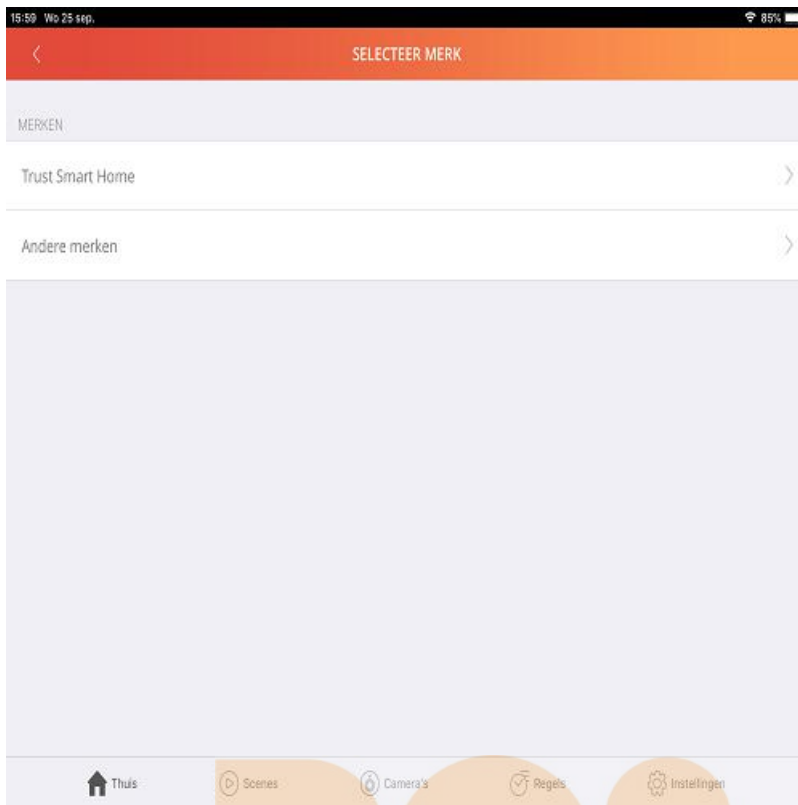 15:59 Wo 25 sep. 85%
SELECTEER MERK
MERKEN
Trust Smart Home
Andere merken
Thuis Scenes Camera's Regels Instellingen